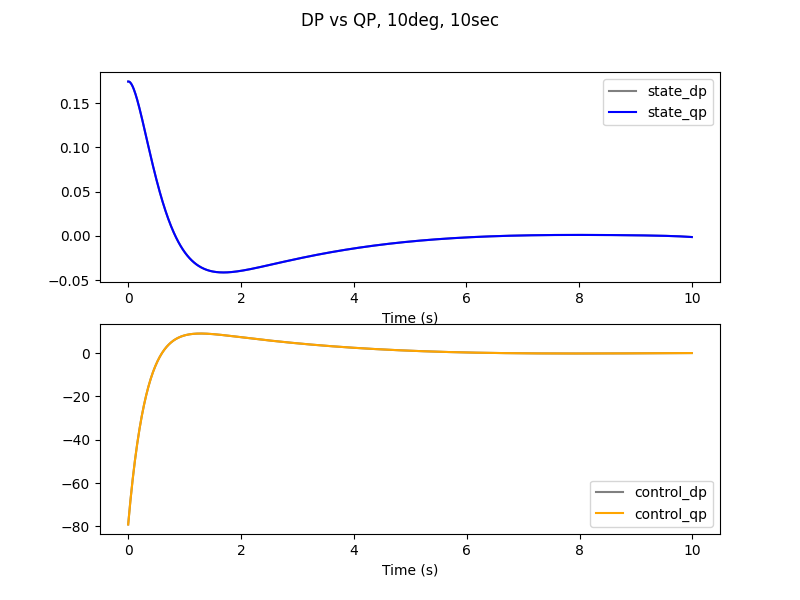 DP vs QP, 10deg, 10sec
0.15
0.10
0.05
0.00
−0.05
state_dp
state_qp
0 2 4 6 8 10
Time (s)
0
−20
−40
−60
−80
control_dp
control_qp
0 2 4 6 8 10
Time (s)